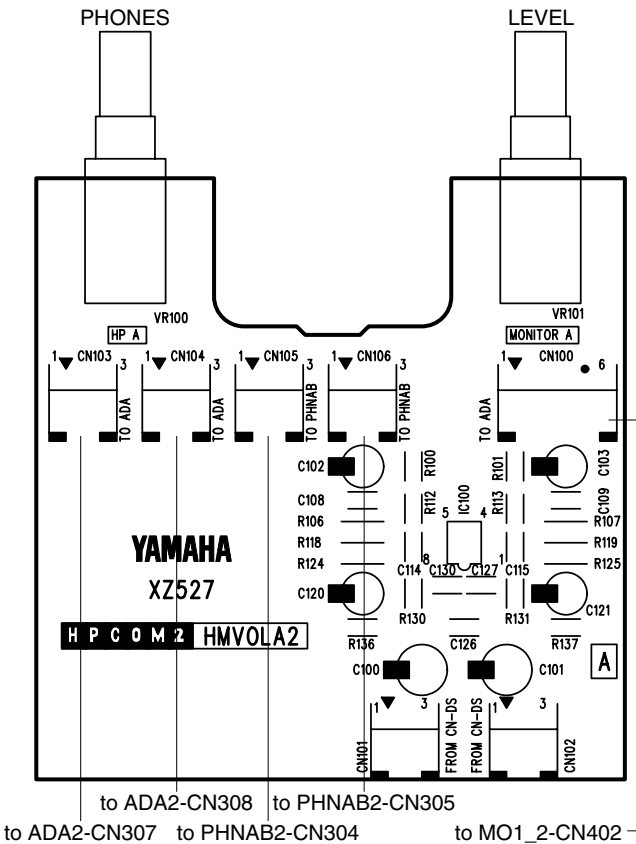 PHONES LEVEL
VR100 VR101
HP A MONITOR A
1 CN103 3 1 CN104 3 1 CN105 3 1 CN106 3 1 CN100 6
TO ADA TO ADA TO PHNAB TO PHNAB TO ADA
C102 R100 R101 C103
C108 R112 IC100 R113 C109
R106 5 4 R107
R118 R119
R124 8 1 R125
C114 C130 C127 C115
C120 R130 R131 C121
R136 C126 R137
C100 C101
YAMAHA
XZ527
HPCOM2 HMVOLA2
A
1 3 1 3
CN101 FROM CN-DS FROM CN-DS CN102
to ADA2-CN308 to PHNAB2-CN305
to ADA2-CN307 to PHNAB2-CN304 to MO1_2-CN402